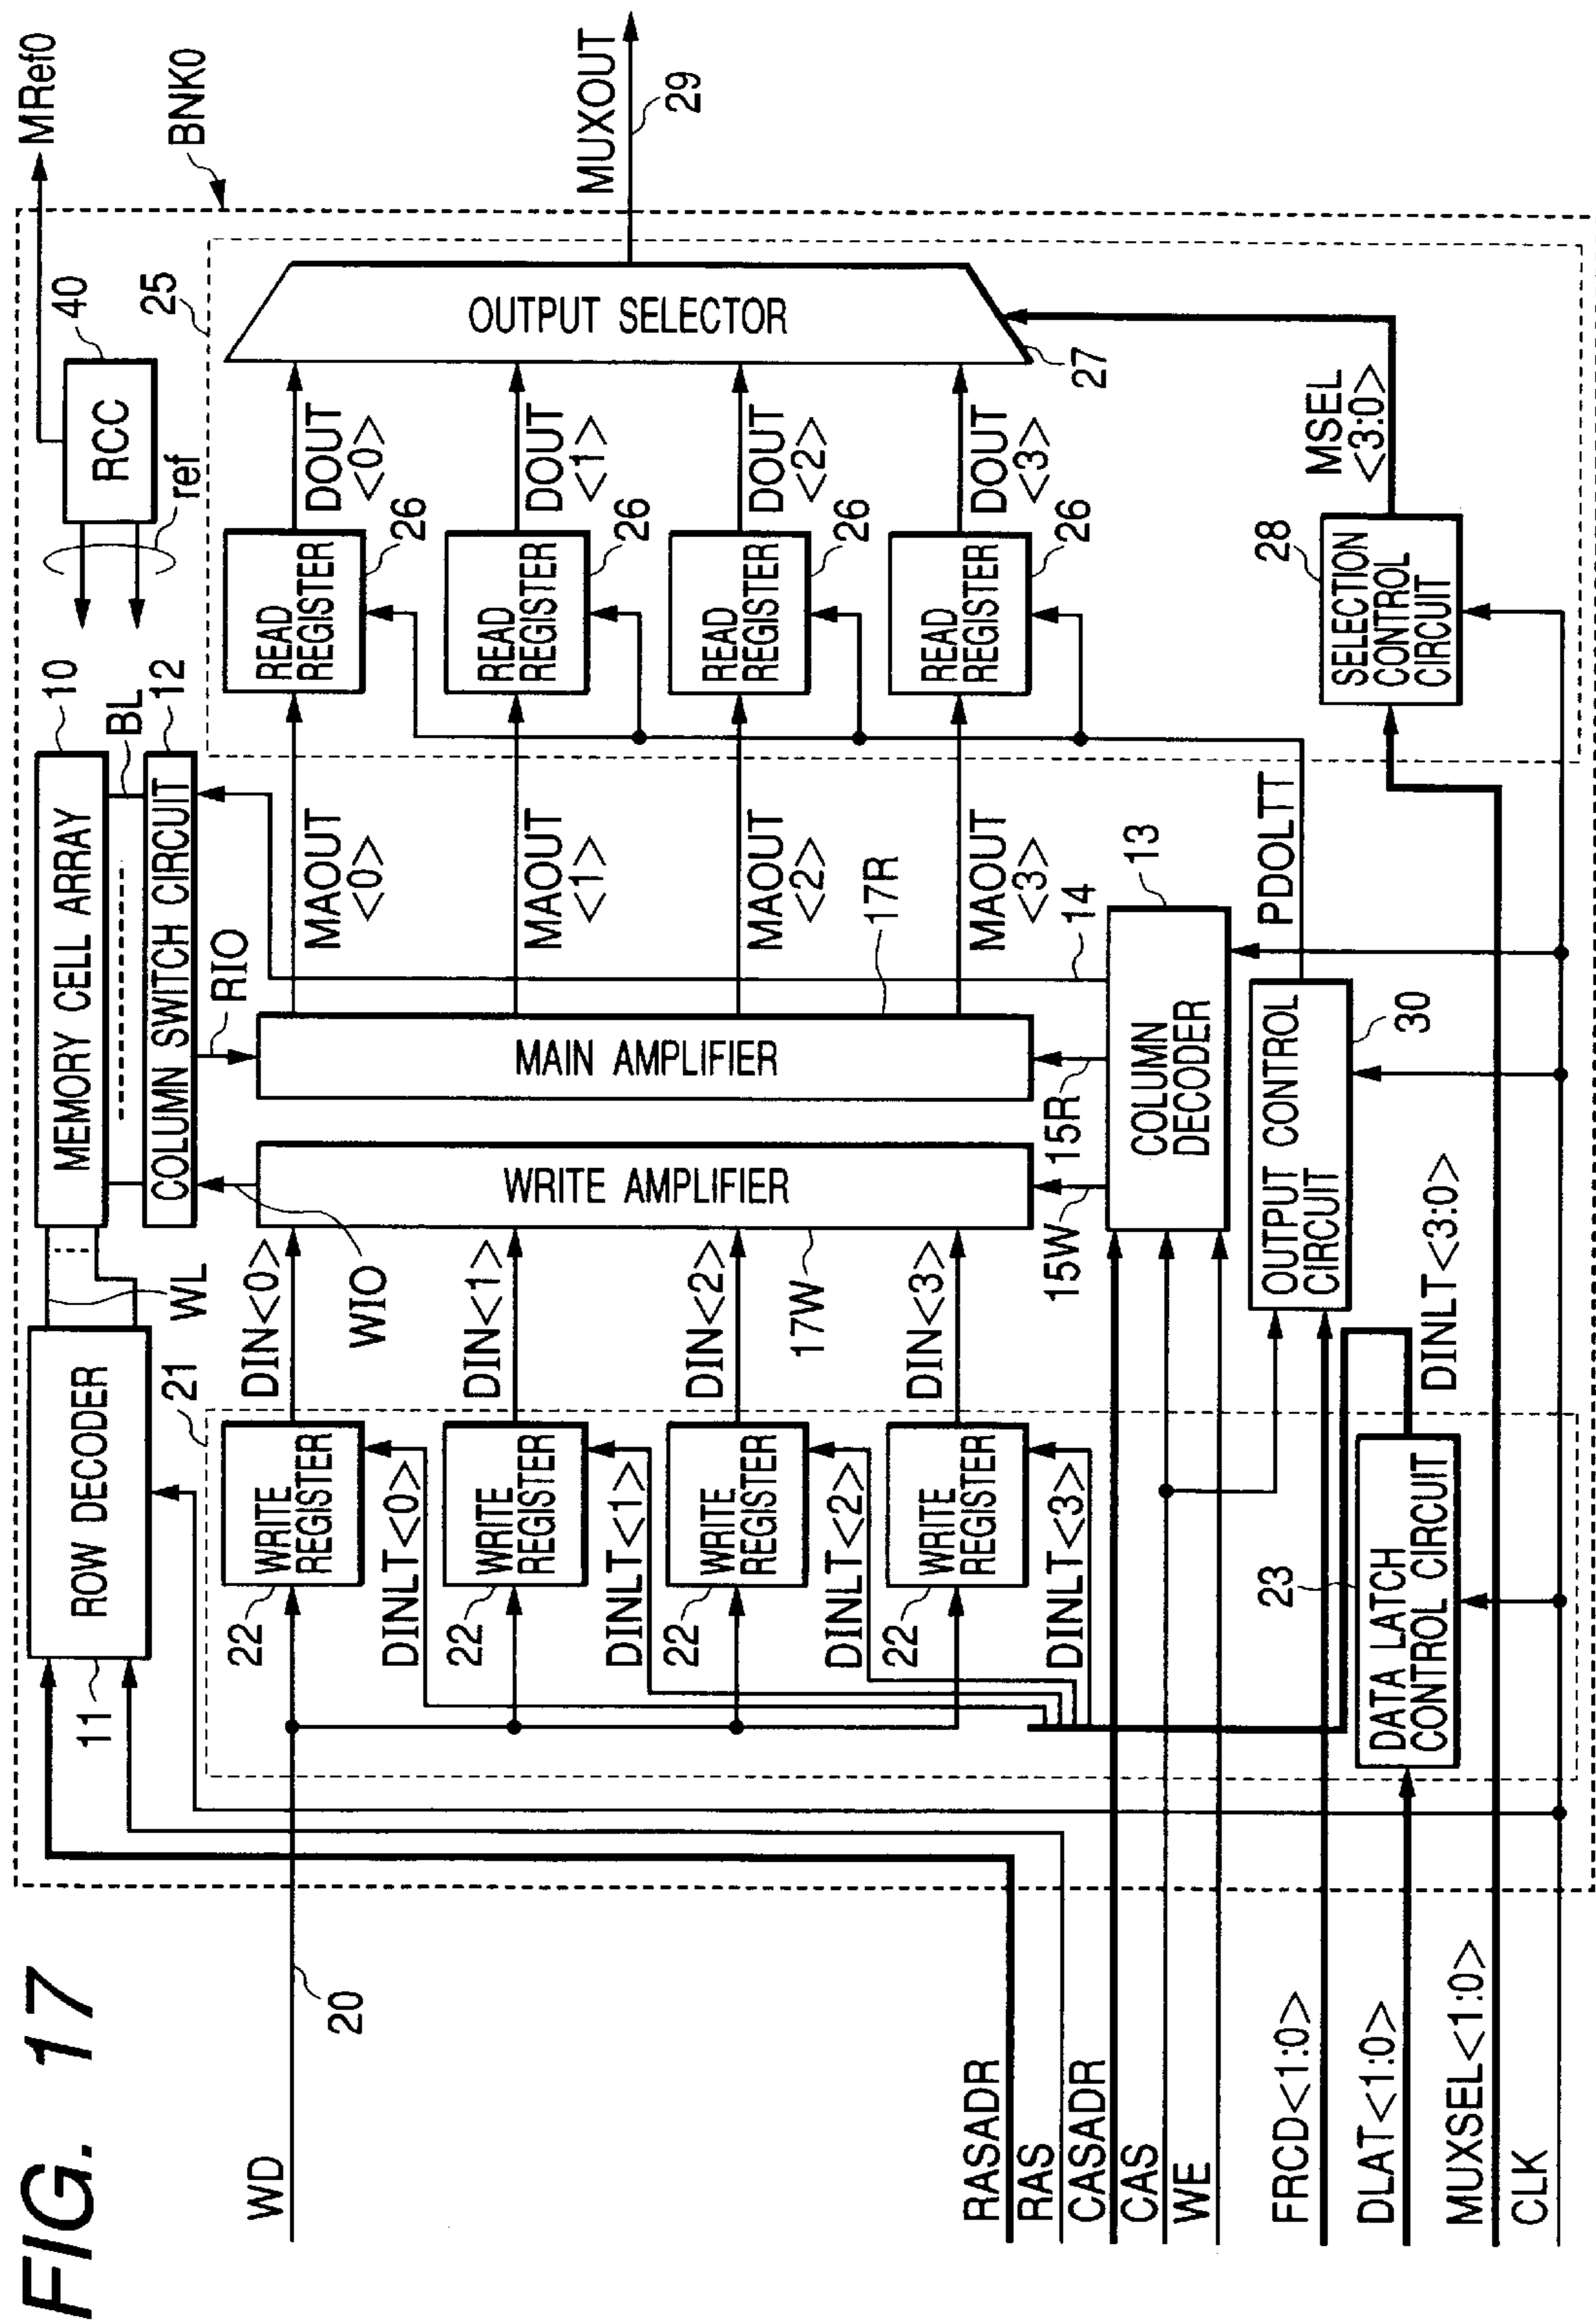 FIG. 17
MRef0
BNK0
MUXOUT
29
25
40
RCC
ref
OUTPUT SELECTOR
27
DOUT
<0>
DOUT
<1>
DOUT
<2>
DOUT
<3>
MSEL
<3:0>
READ
REGISTER
26
READ
REGISTER
26
READ
REGISTER
26
READ
REGISTER
26
28
SELECTION
CONTROL
CIRCUIT
10
BL
12
MEMORY CELL ARRAY
COLUMN SWITCH CIRCUIT
RIO
MAOUT
<0>
MAOUT
<1>
MAOUT
<2>
MAOUT
<3>
17R
14
13
PDOLTT
MAIN AMPLIFIER
15R
COLUMN
DECODER
OUTPUT CONTROL
CIRCUIT
30
WRITE AMPLIFIER
15W
WL
WIO
17W
DIN<0>
DIN<1>
DIN<2>
DIN<3>
DINLT<3:0>
ROW DECODER
11
21
WRITE
REGISTER
22
DINLT<0>
WRITE
REGISTER
22
DINLT<1>
WRITE
REGISTER
22
DINLT<2>
WRITE
REGISTER
22
DINLT<3>
23
DATA LATCH
CONTROL CIRCUIT
20
WD
RASADR
RAS
CASADR
CAS
WE
FRCD<1:0>
DLAT<1:0>
MUXSEL<1:0>
CLK